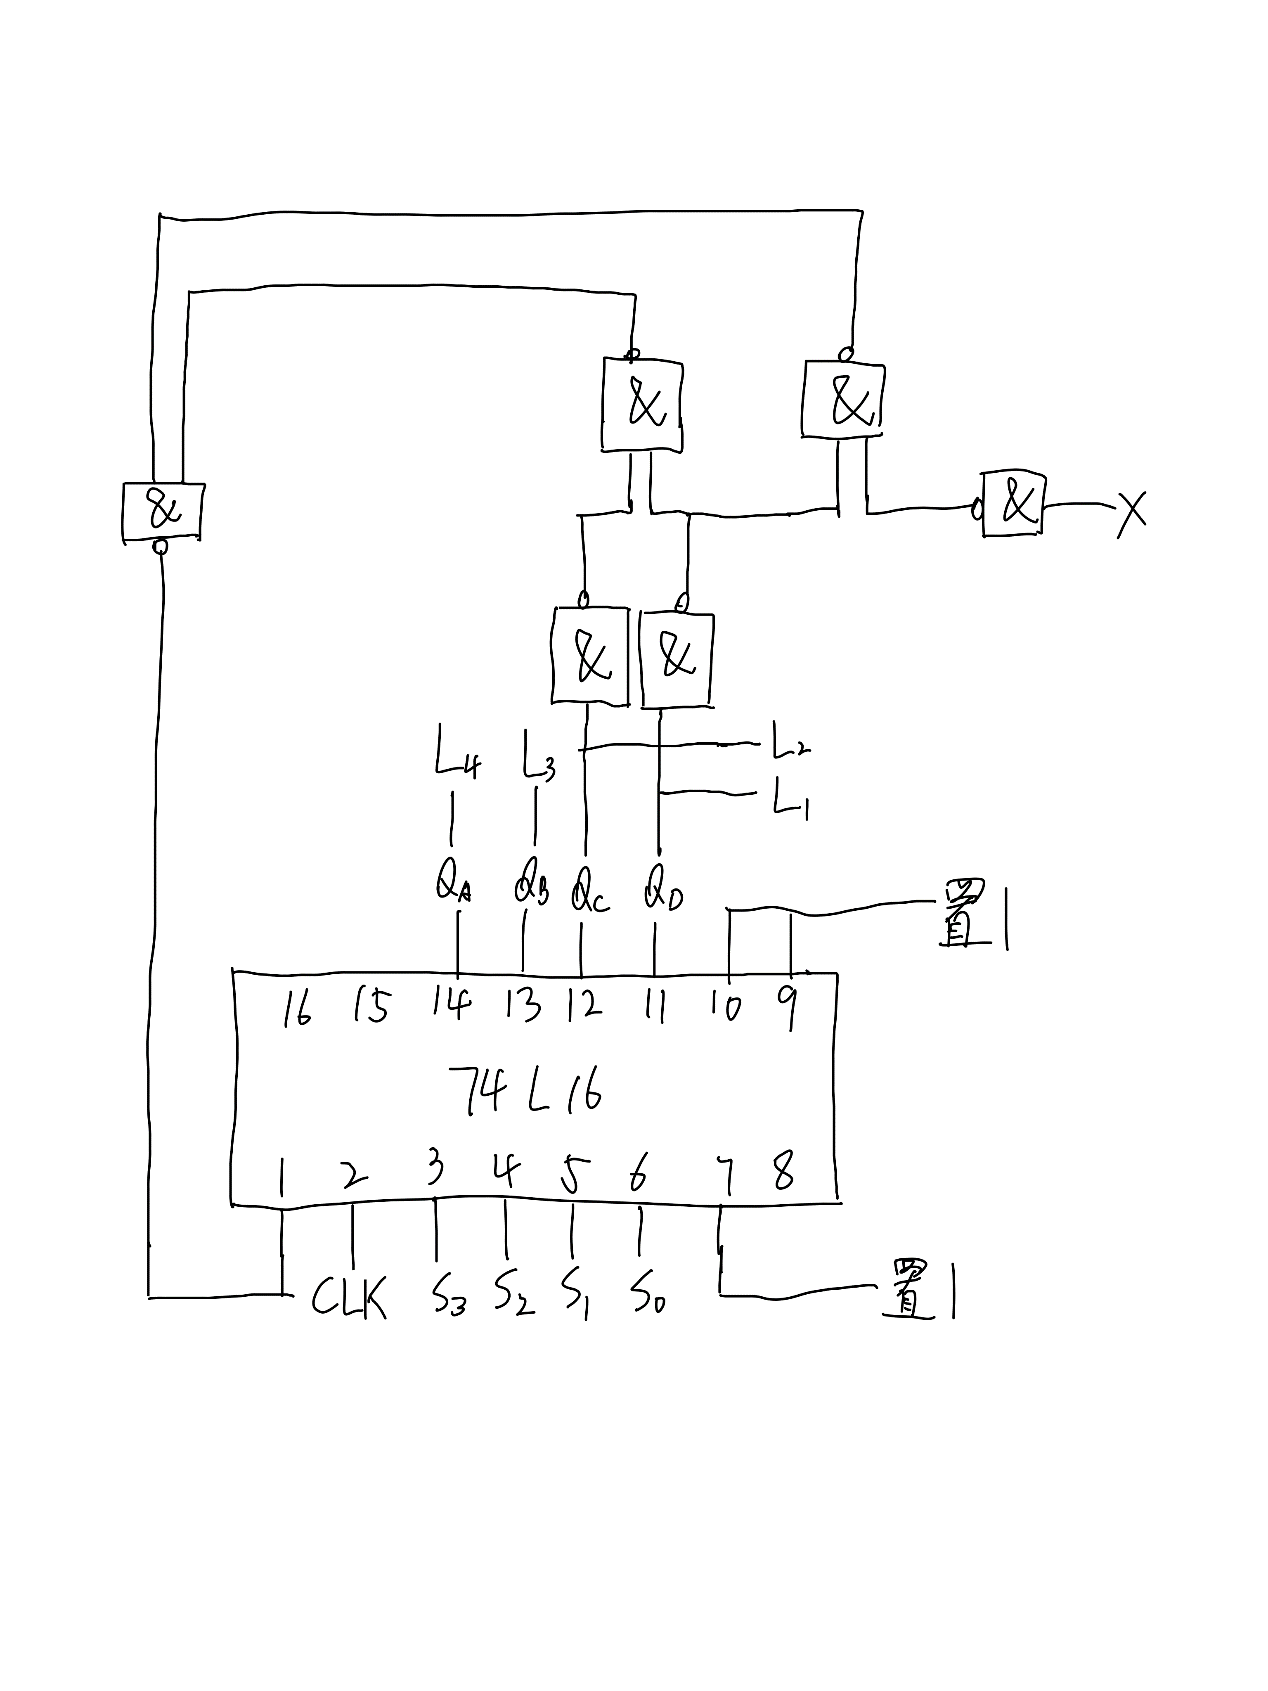 & &
& & X
& &
L4 L3 L2
L1
QA QB QC QD 置1
16 15 14 13 12 11 10 9
74L16
1 2 3 4 5 6 7 8
CLK S3 S2 S1 S0 置1